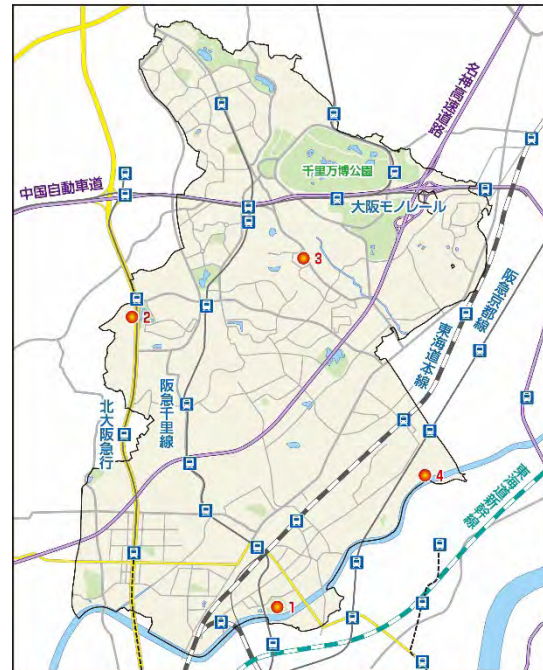 名神高速道路
千里万博公園
中国自動車道
大阪モノレール
3
阪急京都線
2
東海道本線
阪急千里線
北大阪急行
4
東海道新幹線
1